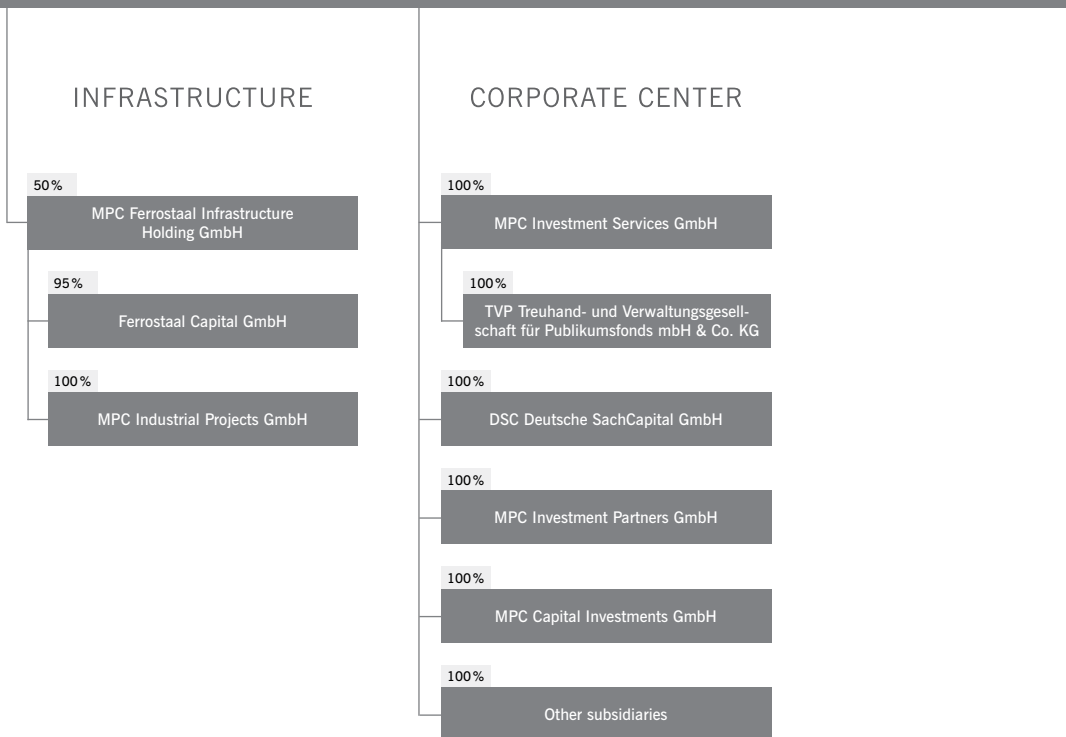 INFRASTRUCTURE
50%
MPC Ferrostaal Infrastructure
Holding GmbH
95%
Ferrostaal Capital GmbH
100%
MPC Industrial Projects GmbH
CORPORATE CENTER
100%
MPC Investment Services GmbH
100%
TVP Treuhand- und Verwaltungsgesell-
schaft für Publikumsfonds mbH & Co. KG
100%
DSC Deutsche SachCapital GmbH
100%
MPC Investment Partners GmbH
100%
MPC Capital Investments GmbH
100%
Other subsidiaries